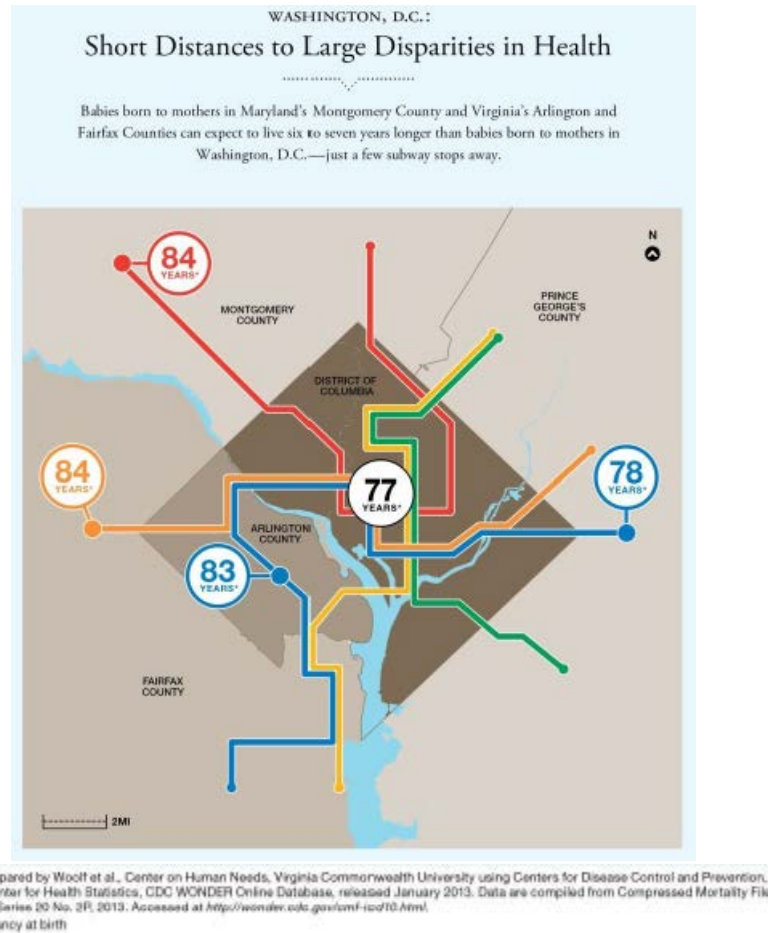 WASHINGTON, D.C.:
Short Distances to Large Disparities in Health
Babies born to mothers in Maryland's Montgomery County and Virginia's Arlington and
Fairfax Counties can expect to live six to seven years longer than babies born to mothers in
Washington, D.C.—just a few subway stops away.
N
84
YEARS*
MONTGOMERY
COUNTY
PRINCE
GEORGE'S
COUNTY
DISTRICT OF
COLUMBIA
84
YEARS*
77
YEARS*
78
YEARS*
ARLINGTON
COUNTY
83
YEARS*
FAIRFAX
COUNTY
2MI
pared by Woolf et al., Center on Human Needs, Virginia Commonwealth University using Centers for Disease Control and Prevention,
nter for Health Statistics, CDC WONDER Online Database, released January 2013. Data are compiled from Compressed Mortality File
Series 20 No. 2P, 2013. Accessed at http://wonder.cdc.gov/cmf-icd10.html.
ncy at birth